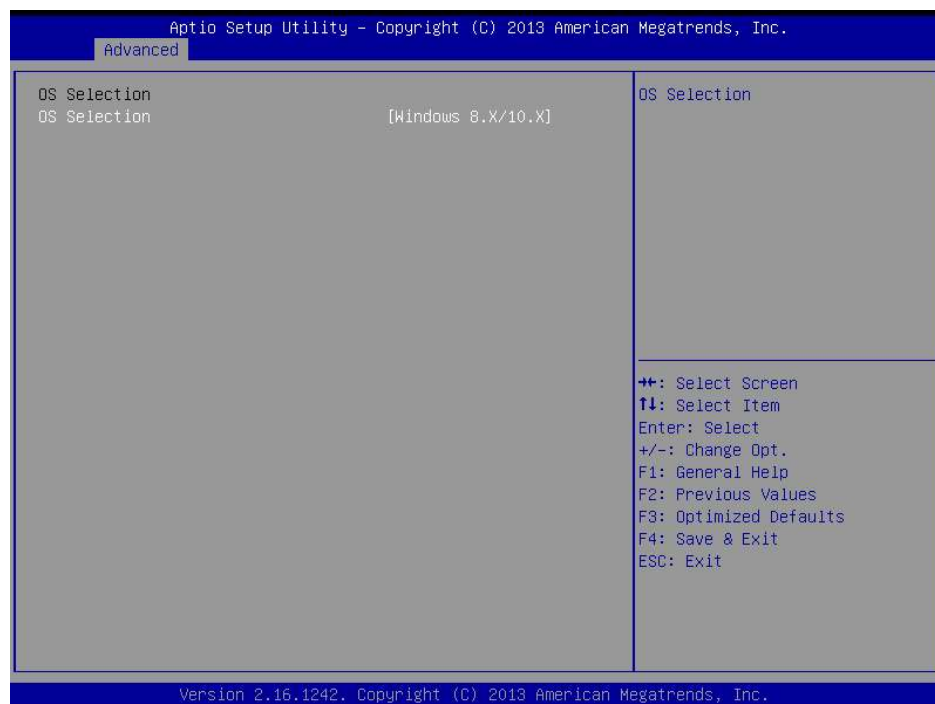 Aptio Setup Utility – Copyright (C) 2013 American Megatrends, Inc.
Advanced
OS Selection
OS Selection [Windows 8.X/10.X]
OS Selection
→←: Select Screen
↑↓: Select Item
Enter: Select
+/-: Change Opt.
F1: General Help
F2: Previous Values
F3: Optimized Defaults
F4: Save & Exit
ESC: Exit
Version 2.16.1242. Copyright (C) 2013 American Megatrends, Inc.